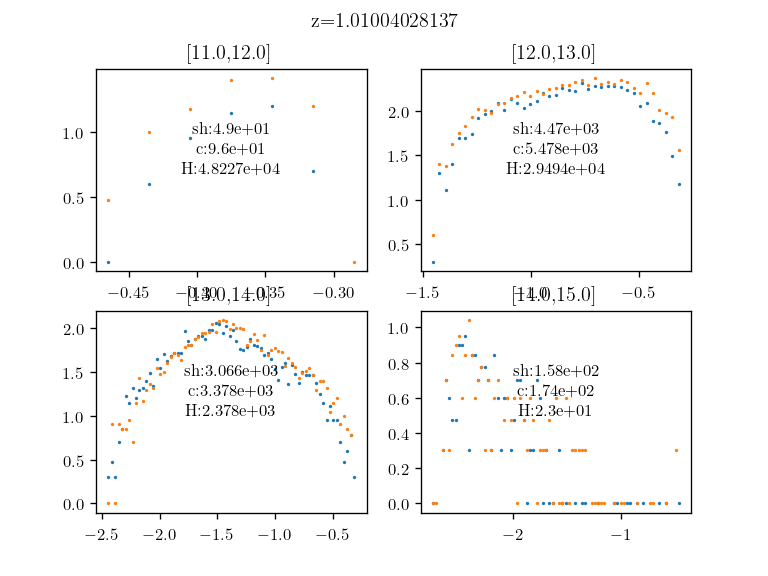 z=1.01004028137
[11.0,12.0]
[12.0,13.0]
1.0
0.5
0.0
sh:4.9e+01
c:9.6e+01
H:4.8227e+04
−0.45
−0.40
−0.35
−0.30
2.0
1.5
1.0
0.5
sh:4.47e+03
c:5.478e+03
H:2.9494e+04
−1.5
−1.0
−0.5
[13.0,14.0]
[14.0,15.0]
2.0
1.5
1.0
0.5
0.0
sh:3.066e+03
c:3.378e+03
H:2.378e+03
−2.5
−2.0
−1.5
−1.0
−0.5
1.0
0.8
0.6
0.4
0.2
0.0
sh:1.58e+02
c:1.74e+02
H:2.3e+01
−2
−1